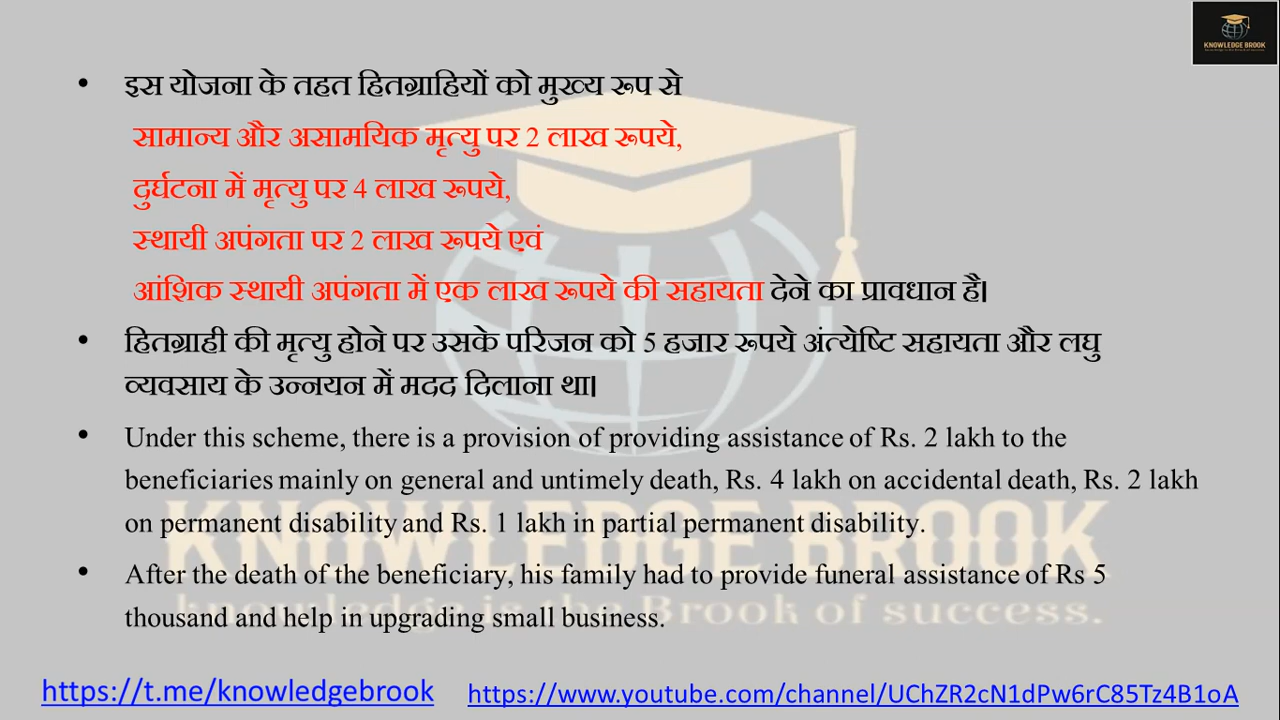 KNOWLEDGE BROOK
• इस योजना के तहत हितग्राहियों को मुख्य रूप से
सामान्य और असामयिक मृत्यु पर 2 लाख रूपये,
दुर्घटना में मृत्यु पर 4 लाख रूपये,
स्थायी अपंगता पर 2 लाख रूपये एवं
आंशिक स्थायी अपंगता में एक लाख रूपये की सहायता देने का प्रावधान है।
• हितग्राही की मृत्यु होने पर उसके परिजन को 5 हजार रूपये अंत्येष्टि सहायता और लघु
व्यवसाय के उन्नयन में मदद दिलाना था।
• Under this scheme, there is a provision of providing assistance of Rs. 2 lakh to the
beneficiaries mainly on general and untimely death, Rs. 4 lakh on accidental death, Rs. 2 lakh
on permanent disability and Rs. 1 lakh in partial permanent disability.
KNOWLEDGE BROOK
• After the death of the beneficiary, his family had to provide funeral assistance of Rs 5
thousand and help in upgrading small business.
knowledge is the Brook of success.
https://t.me/knowledgebrook
https://www.youtube.com/channel/UChZR2cN1dPw6rC85Tz4B1oA